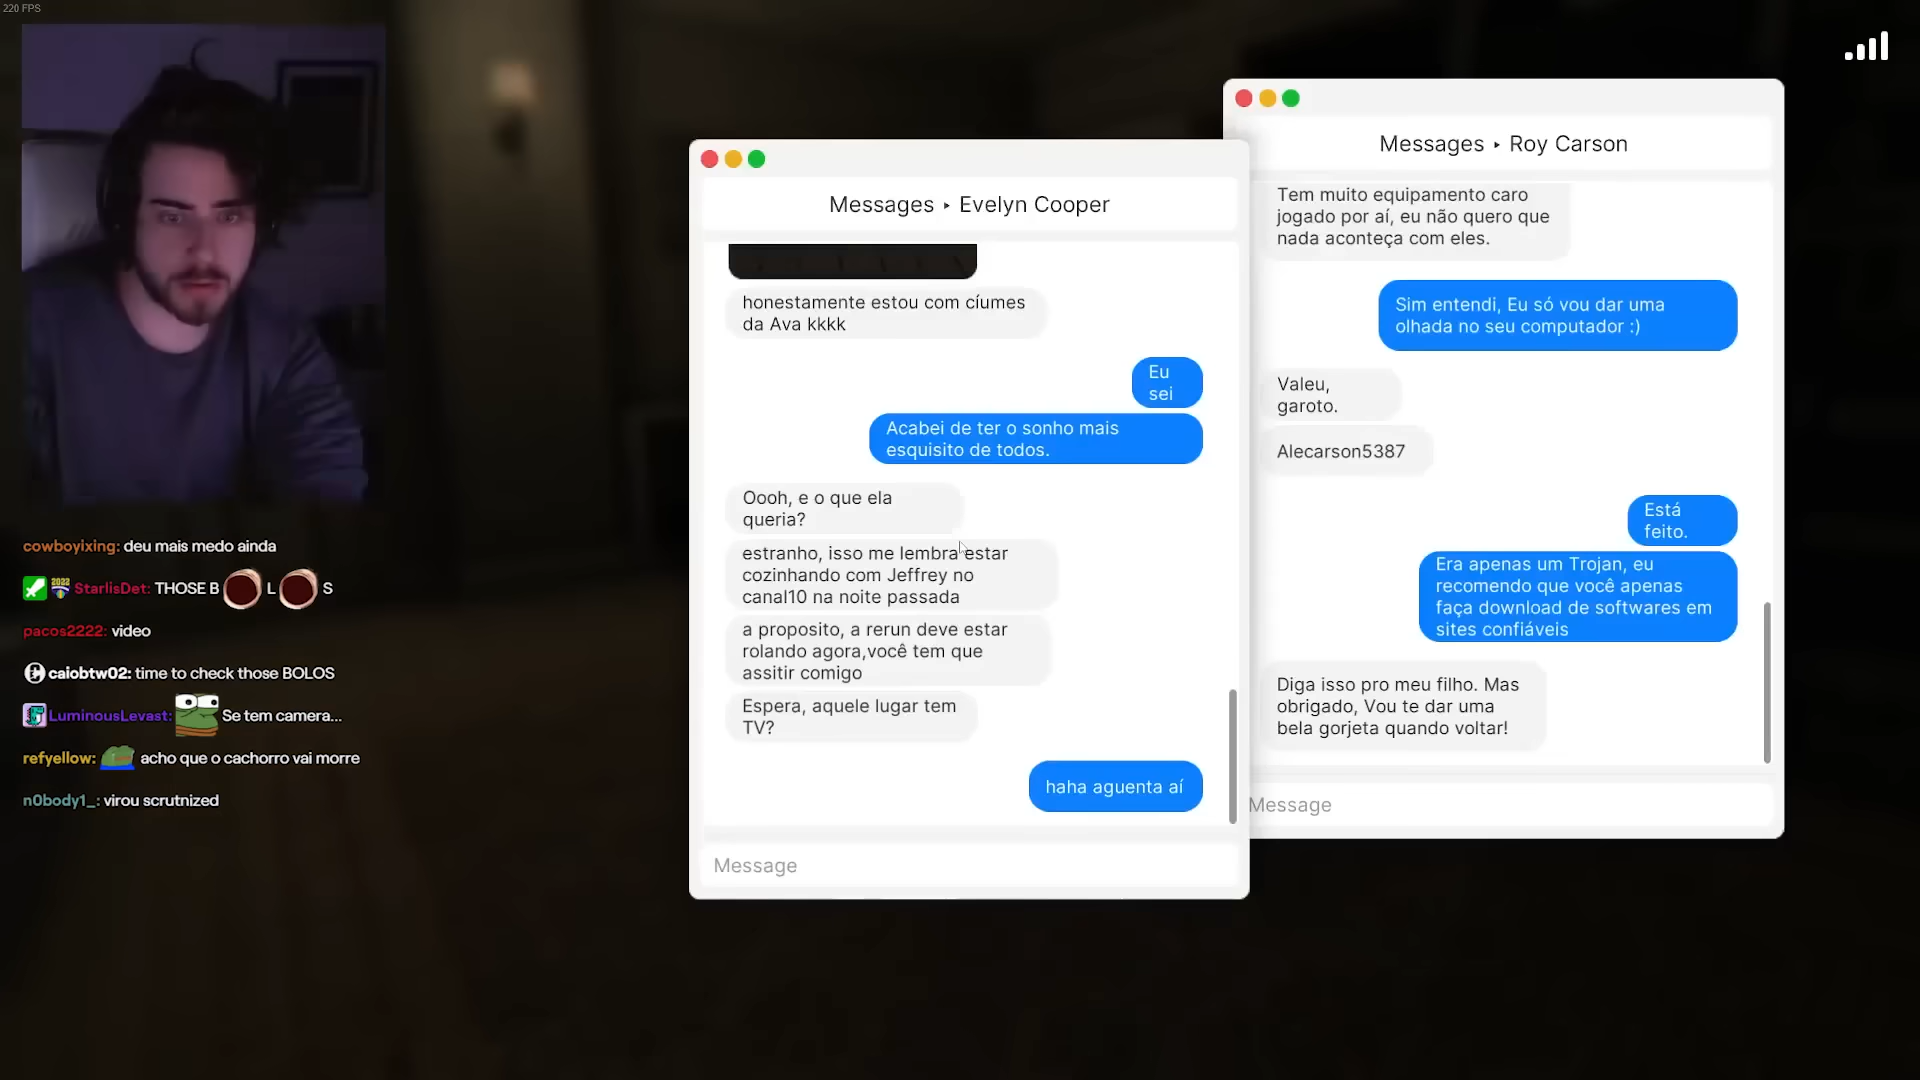 220 FPS
cowboyixing: deu mais medo ainda
StarlisDet: THOSE B L S
pacos2222: video
caiobtw02: time to check those BOLOS
LuminousLevast: Se tem camera...
refyellow: acho que o cachorro vai morre
n0body1_: virou scrutnized
Messages ‣ Evelyn Cooper
honestamente estou com cíumes
da Ava kkkk
Eu
sei
Acabei de ter o sonho mais
esquisito de todos.
Oooh, e o que ela
queria?
estranho, isso me lembra estar
cozinhando com Jeffrey no
canal10 na noite passada
a proposito, a rerun deve estar
rolando agora,você tem que
assitir comigo
Espera, aquele lugar tem
TV?
haha aguenta aí
Message
Messages ‣ Roy Carson
Tem muito equipamento caro
jogado por aí, eu não quero que
nada aconteça com eles.
Sim entendi, Eu só vou dar uma
olhada no seu computador :)
Valeu,
garoto.
Alecarson5387
Está
feito.
Era apenas um Trojan, eu
recomendo que você apenas
faça download de softwares em
sites confiáveis
Diga isso pro meu filho. Mas
obrigado, Vou te dar uma
bela gorjeta quando voltar!
Message